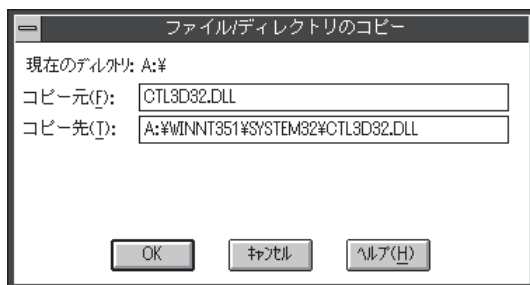 ファイル/ディレクトリのコピー
現在のﾃﾞｨﾚｸﾄﾘ: A:¥
コピー元(F): CTL3D32.DLL
コピー先(T): A:¥WINNT351¥SYSTEM32¥CTL3D32.DLL
OK ｷｬﾝｾﾙ ﾍﾙﾌﾟ(H)